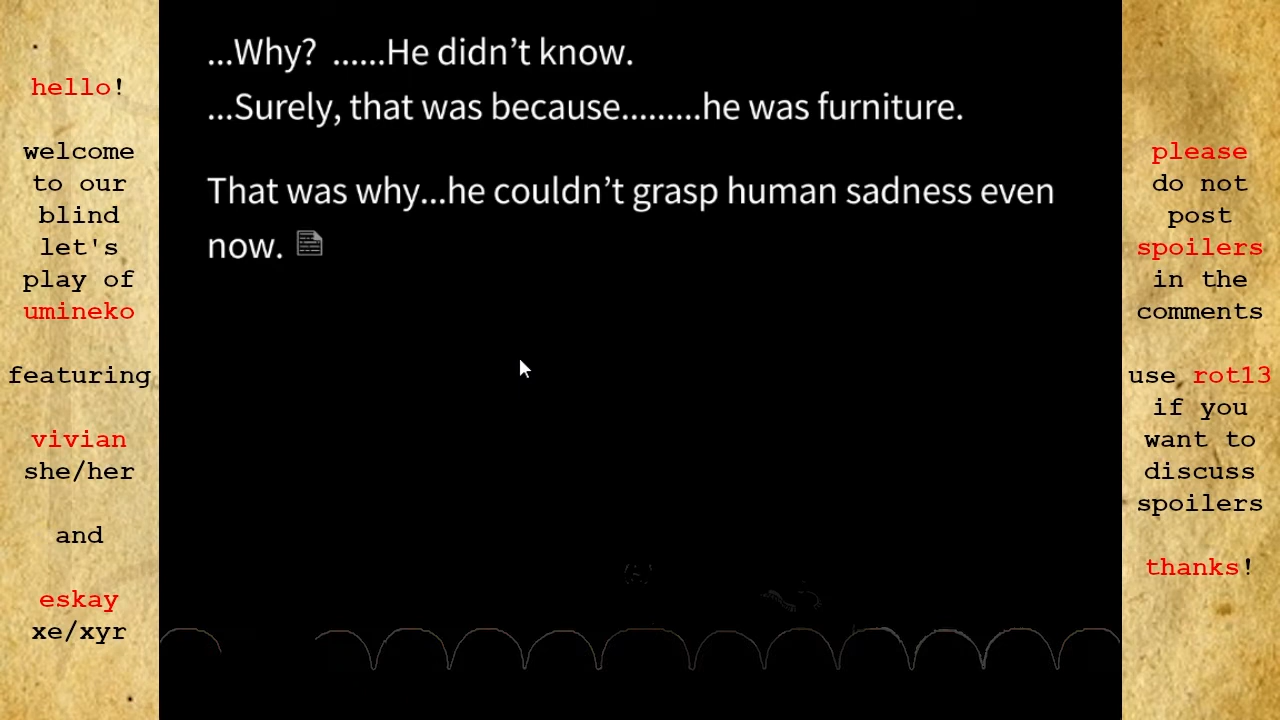 hello!
welcome
to our
blind
let's
play of
umineko
featuring
vivian
she/her
and
eskay
xe/xyr
...Why?  ......He didn’t know.
...Surely, that was because.........he was furniture.
That was why...he couldn’t grasp human sadness even
now.
please
do not
post
spoilers
in the
comments
use rot13
if you
want to
discuss
spoilers
thanks!